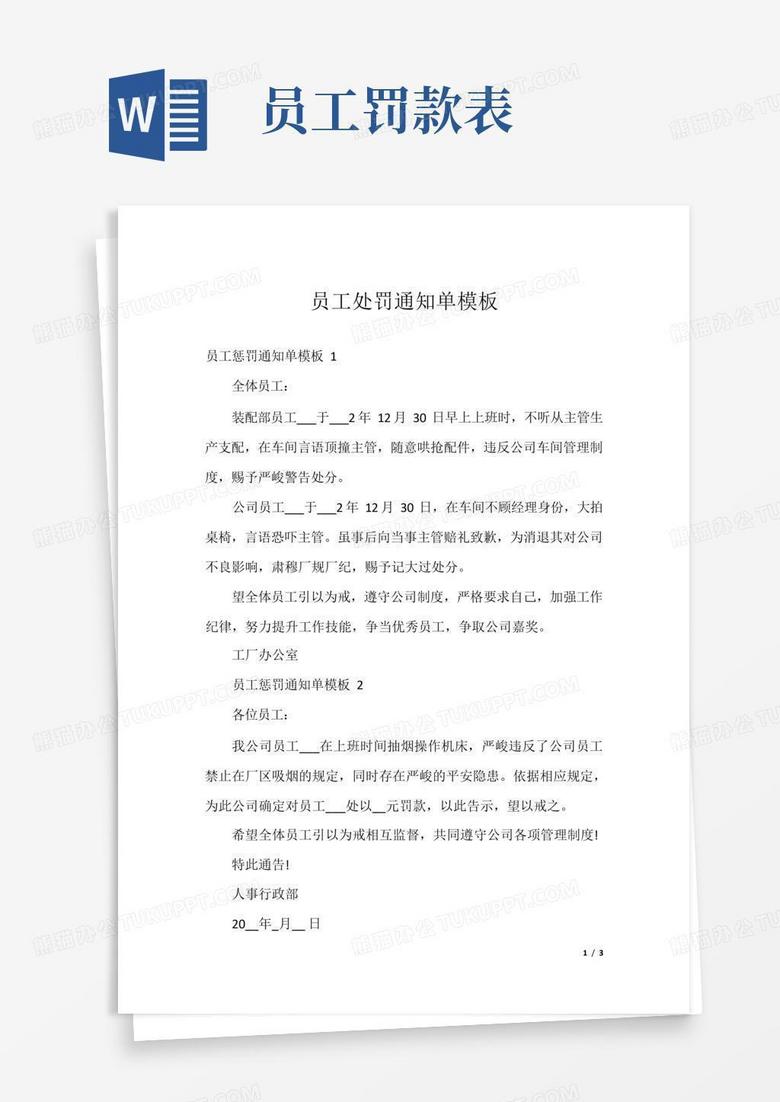 W
员工罚款表
员工处罚通知单模板
员工惩罚通知单模板 1
全体员工：
装配部员工___于___2年 12月 30 日早上上班时，不听从主管生
产支配，在车间言语顶撞主管，随意哄抢配件，违反公司车间管理制
度，赐予严峻警告处分。
公司员工___于___2年 12月 30 日，在车间不顾经理身份，大拍
桌椅，言语恐吓主管。虽事后向当事主管赔礼致歉，为消退其对公司
不良影响，肃穆厂规厂纪，赐予记大过处分。
望全体员工引以为戒，遵守公司制度，严格要求自己，加强工作
纪律，努力提升工作技能，争当优秀员工，争取公司嘉奖。
工厂办公室
员工惩罚通知单模板 2
各位员工：
我公司员工___在上班时间抽烟操作机床，严峻违反了公司员工
禁止在厂区吸烟的规定，同时存在严峻的平安隐患。依据相应规定，
为此公司确定对员工___处以__元罚款，以此告示，望以戒之。
希望全体员工引以为戒相互监督，共同遵守公司各项管理制度!
特此通告!
人事行政部
20__年_月__日
1 / 3
熊猫办公 TUKUPPT.COM